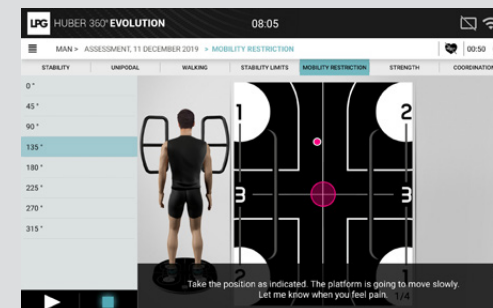 LPG HUBER 360° EVOLUTION 08:05
MAN > ASSESSMENT, 11 DECEMBER 2019 > MOBILITY RESTRICTION 00:50
STABILITY UNIPODAL WALKING STABILITY LIMITS MOBILITY RESTRICTION STRENGTH COORDINATION
0°
45°
90°
135°
180°
225°
270°
315°
1 2
3 3
2 1
Take the position as indicated. The platform is going to move slowly.
Let me know when you feel pain. 1/4